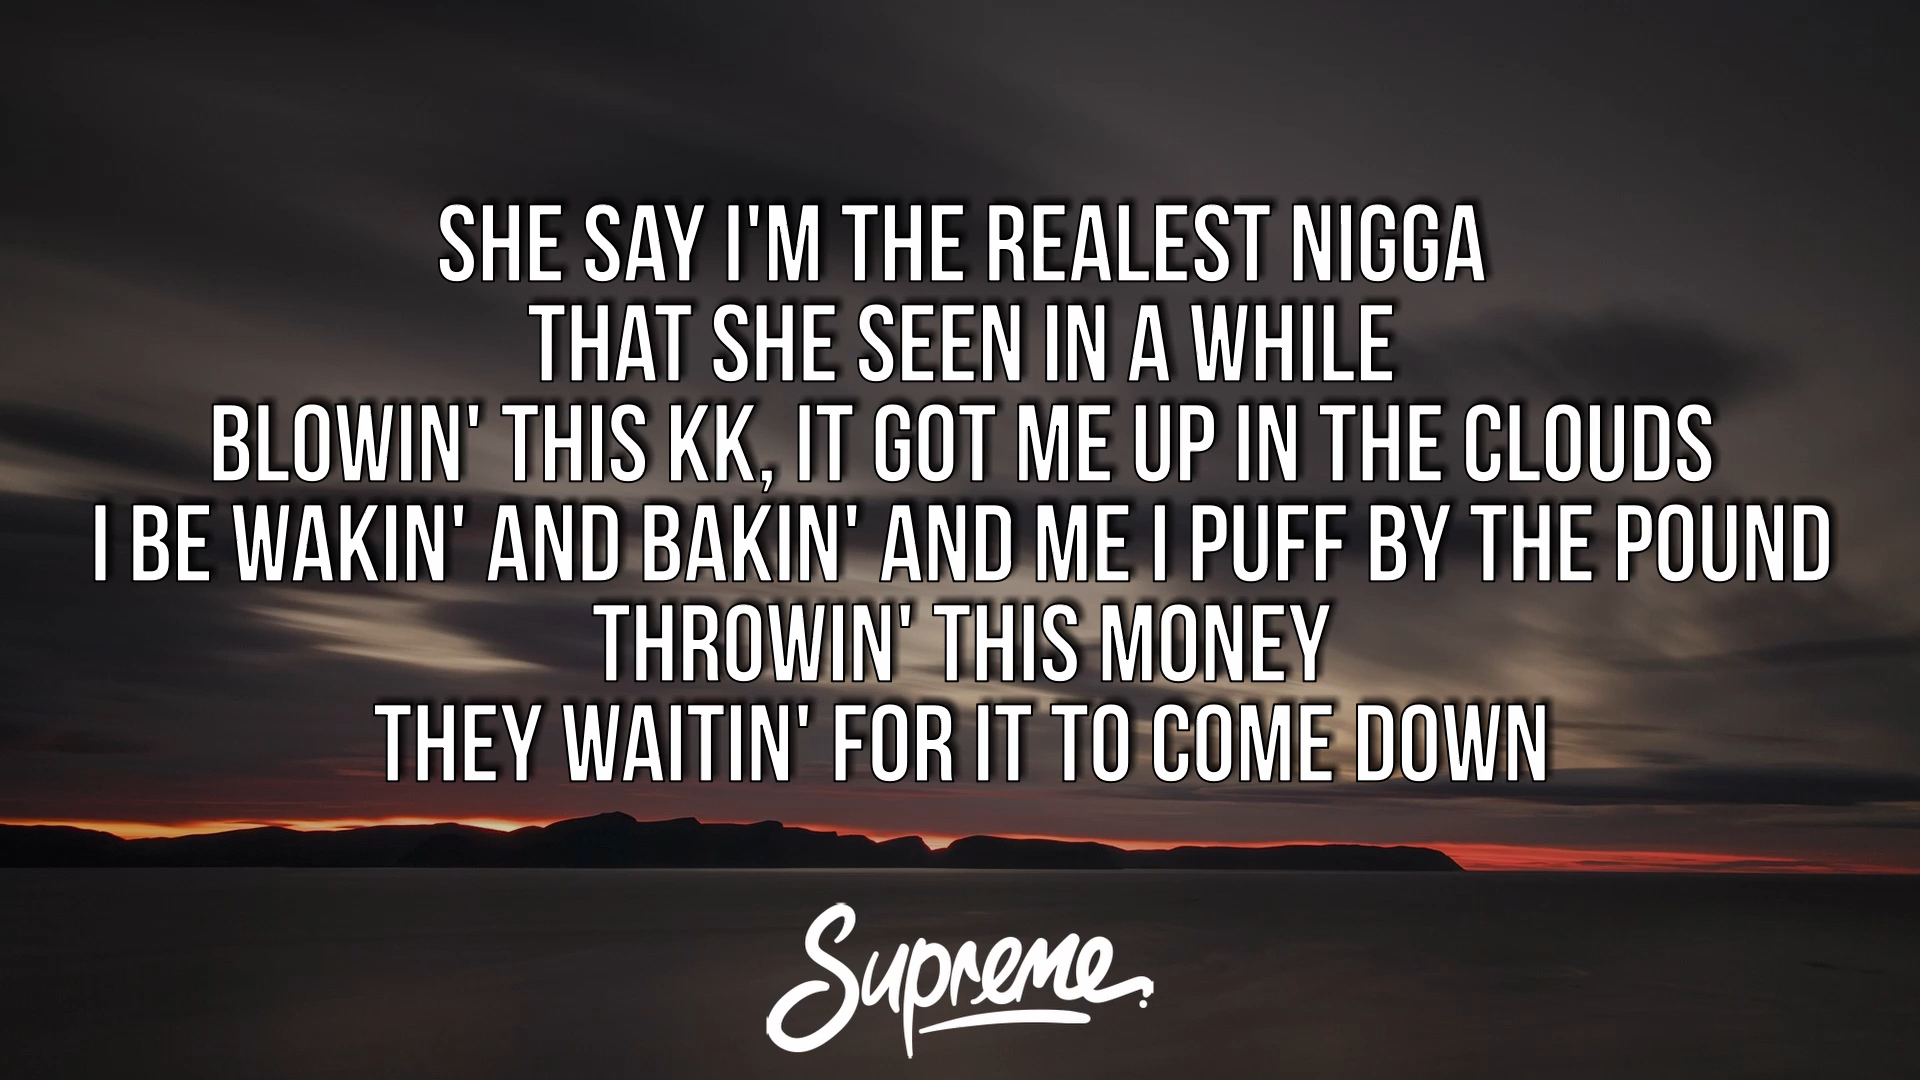 SHE SAY I'M THE REALEST NIGGA
THAT SHE SEEN IN A WHILE
BLOWIN' THIS KK, IT GOT ME UP IN THE CLOUDS
I BE WAKIN' AND BAKIN' AND ME I PUFF BY THE POUND
THROWIN' THIS MONEY
THEY WAITIN' FOR IT TO COME DOWN
Supreme